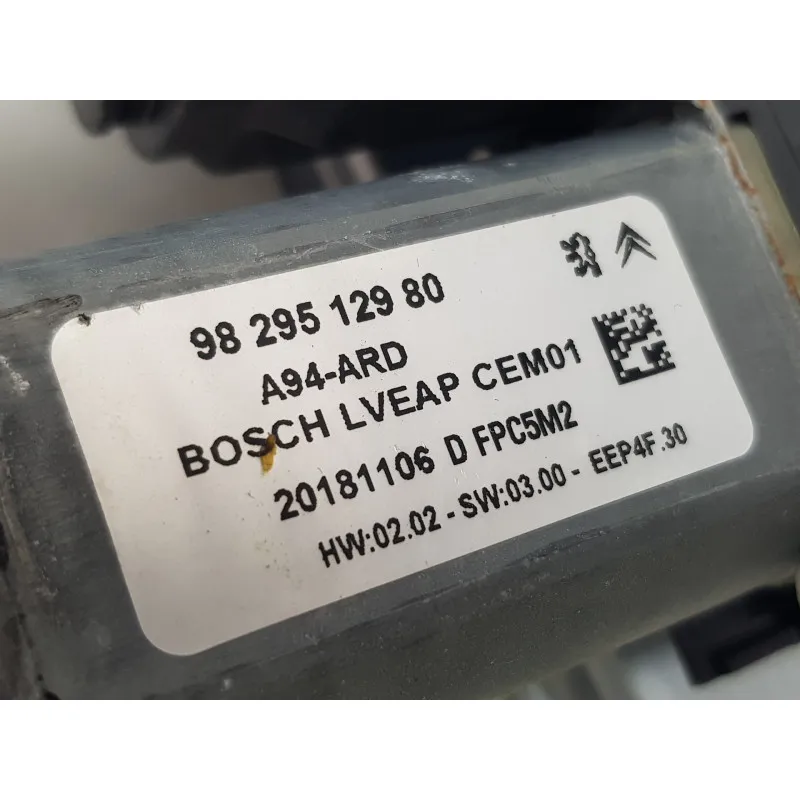 98 295 129 80
A94-ARD
BOSCH LVEAP CEM01
20181106 D FPC5M2
HW:02.02 - SW:03.00 - EEP4F.30